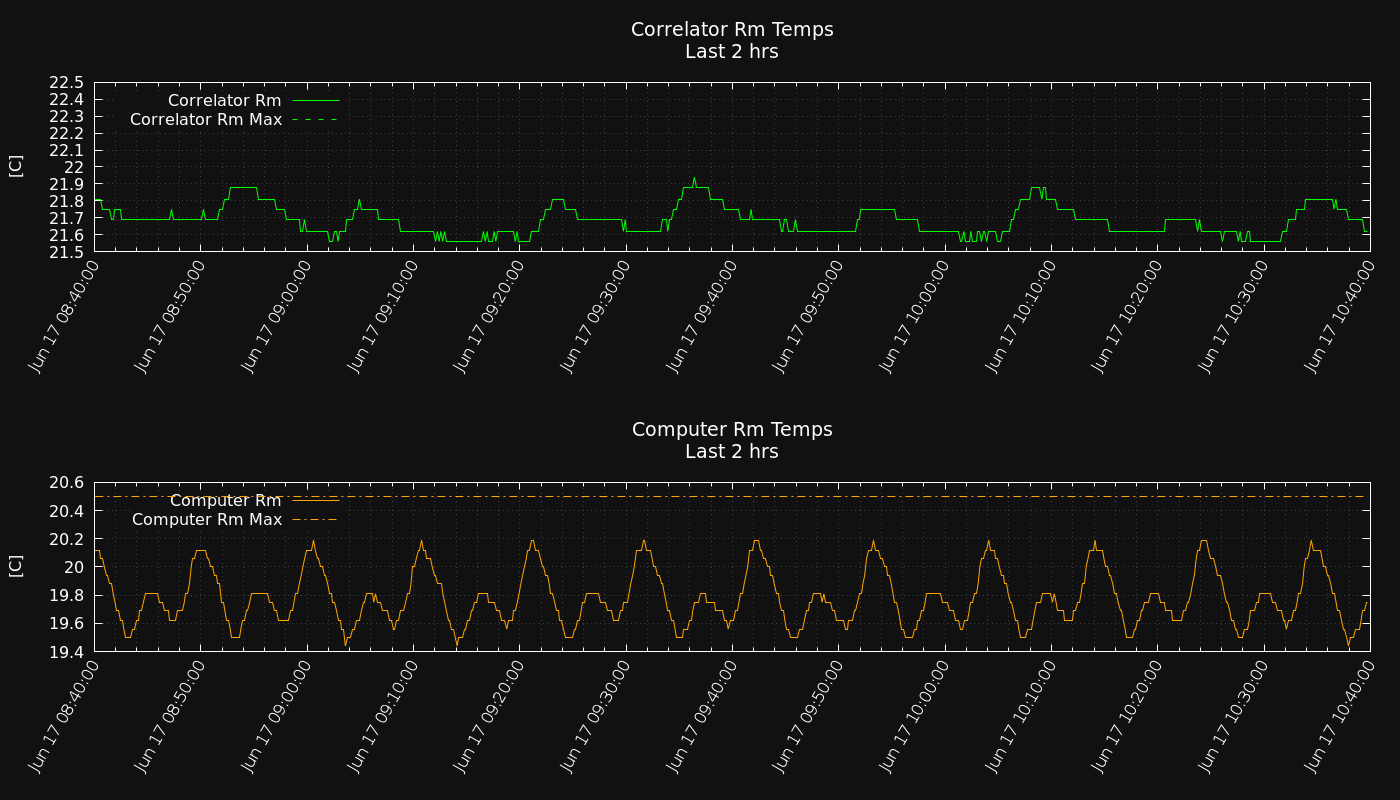 Correlator Rm Temps
Last 2 hrs
22.5
22.4
22.3
22.2
22.1
22
21.9
21.8
21.7
21.6
21.5
[C]
Correlator Rm
Correlator Rm Max
Jun 17 08:40:00
Jun 17 08:50:00
Jun 17 09:00:00
Jun 17 09:10:00
Jun 17 09:20:00
Jun 17 09:30:00
Jun 17 09:40:00
Jun 17 09:50:00
Jun 17 10:00:00
Jun 17 10:10:00
Jun 17 10:20:00
Jun 17 10:30:00
Jun 17 10:40:00
Computer Rm Temps
Last 2 hrs
20.6
20.4
20.2
20
19.8
19.6
19.4
[C]
Computer Rm
Computer Rm Max
Jun 17 08:40:00
Jun 17 08:50:00
Jun 17 09:00:00
Jun 17 09:10:00
Jun 17 09:20:00
Jun 17 09:30:00
Jun 17 09:40:00
Jun 17 09:50:00
Jun 17 10:00:00
Jun 17 10:10:00
Jun 17 10:20:00
Jun 17 10:30:00
Jun 17 10:40:00